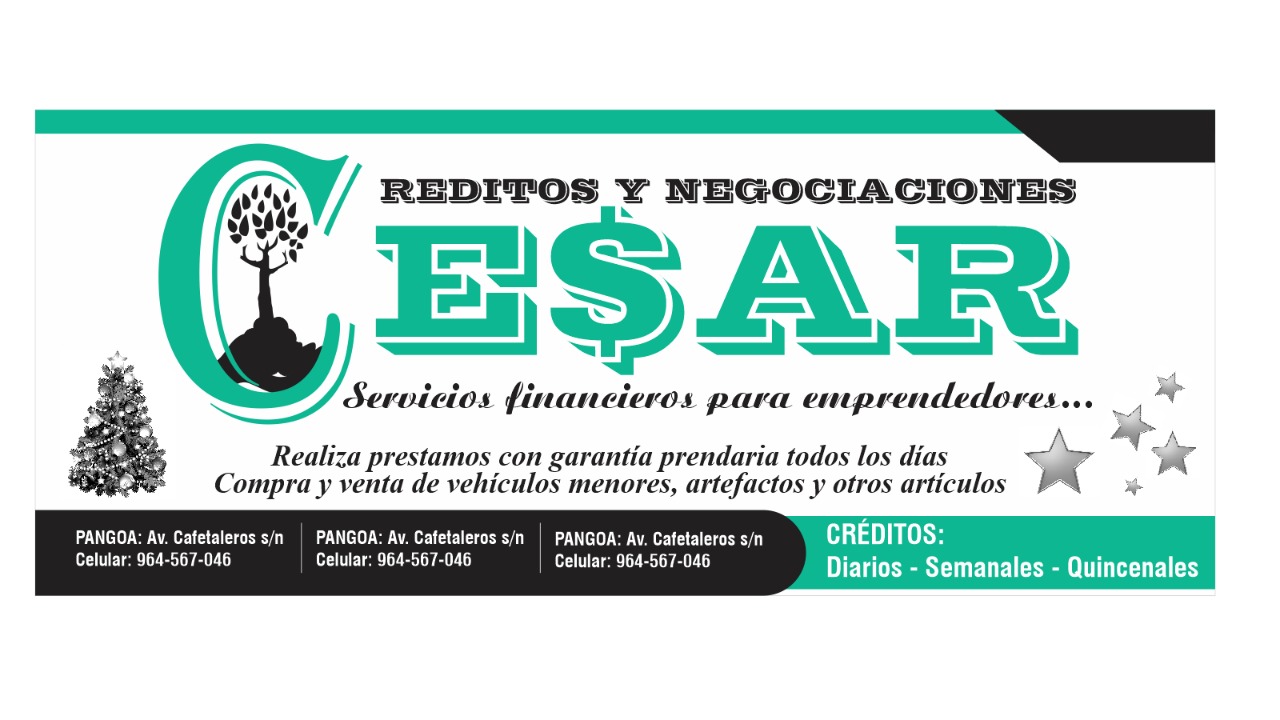 CREDITOS Y NEGOCIACIONES
CE$AR
Servicios financieros para emprendedores...
Realiza prestamos con garantía prendaria todos los días
Compra y venta de vehículos menores, artefactos y otros artículos
PANGOA: Av. Cafetaleros s/n
Celular: 964-567-046
PANGOA: Av. Cafetaleros s/n
Celular: 964-567-046
PANGOA: Av. Cafetaleros s/n
Celular: 964-567-046
CRÉDITOS:
Diarios - Semanales - Quincenales